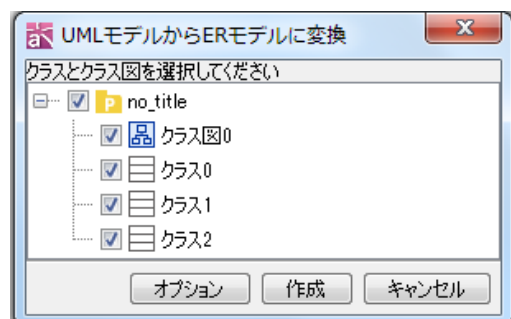 UMLモデルからERモデルに変換
クラスとクラス図を選択してください
no_title
クラス図0
クラス0
クラス1
クラス2
オプション 作成 キャンセル